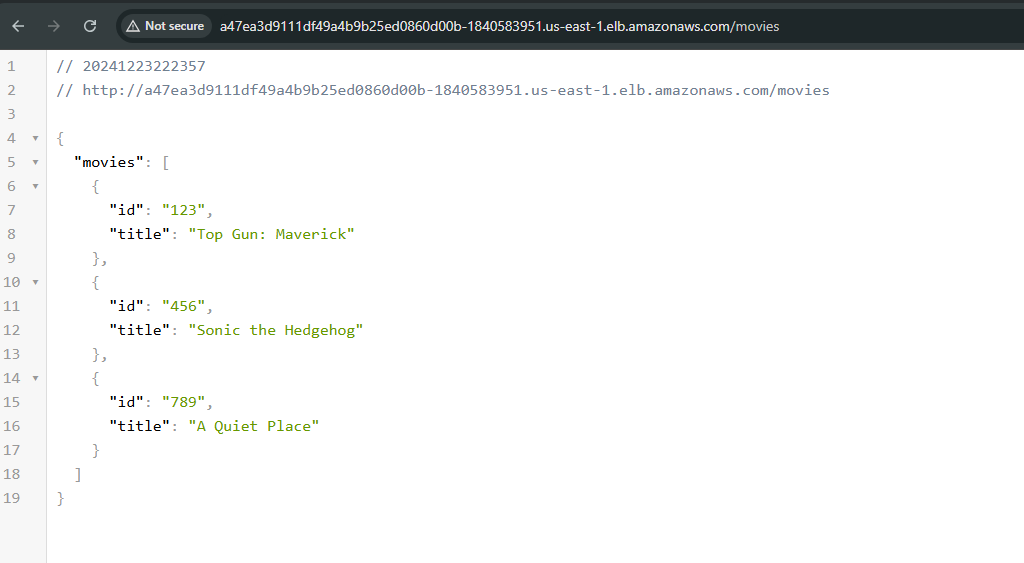 Not secure a47ea3d9111df49a4b9b25ed0860d00b-1840583951.us-east-1.elb.amazonaws.com/movies
1 // 20241223222357
2 // http://a47ea3d9111df49a4b9b25ed0860d00b-1840583951.us-east-1.elb.amazonaws.com/movies
3
4 {
5 "movies": [
6 {
7 "id": "123",
8 "title": "Top Gun: Maverick"
9 },
10 {
11 "id": "456",
12 "title": "Sonic the Hedgehog"
13 },
14 {
15 "id": "789",
16 "title": "A Quiet Place"
17 }
18 ]
19 }